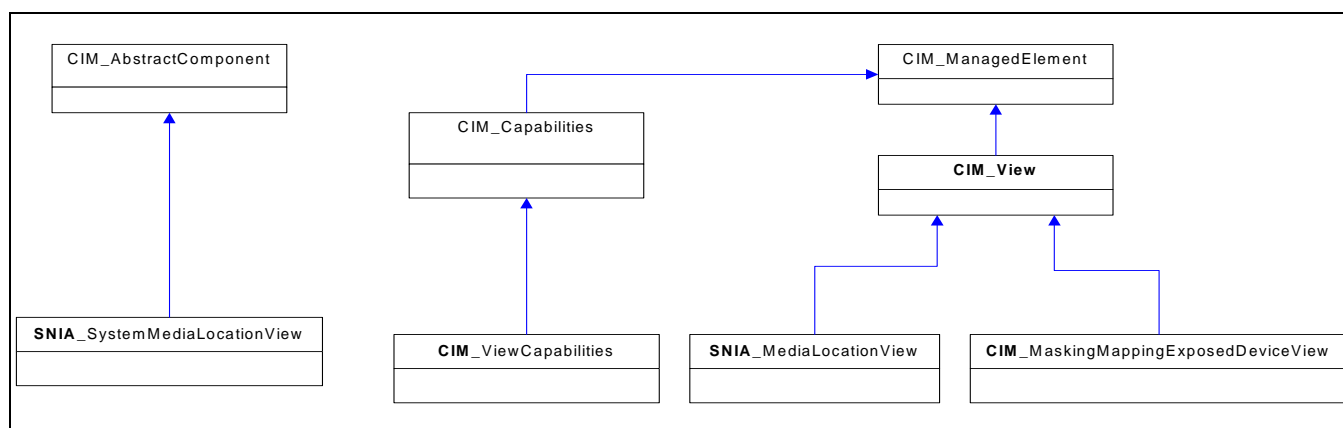 CIM_AbstractComponent
CIM_ManagedElement
CIM_Capabilities
CIM_View
SNIA_SystemMediaLocationView
CIM_ViewCapabilities
SNIA_MediaLocationView
CIM_MaskingMappingExposedDeviceView